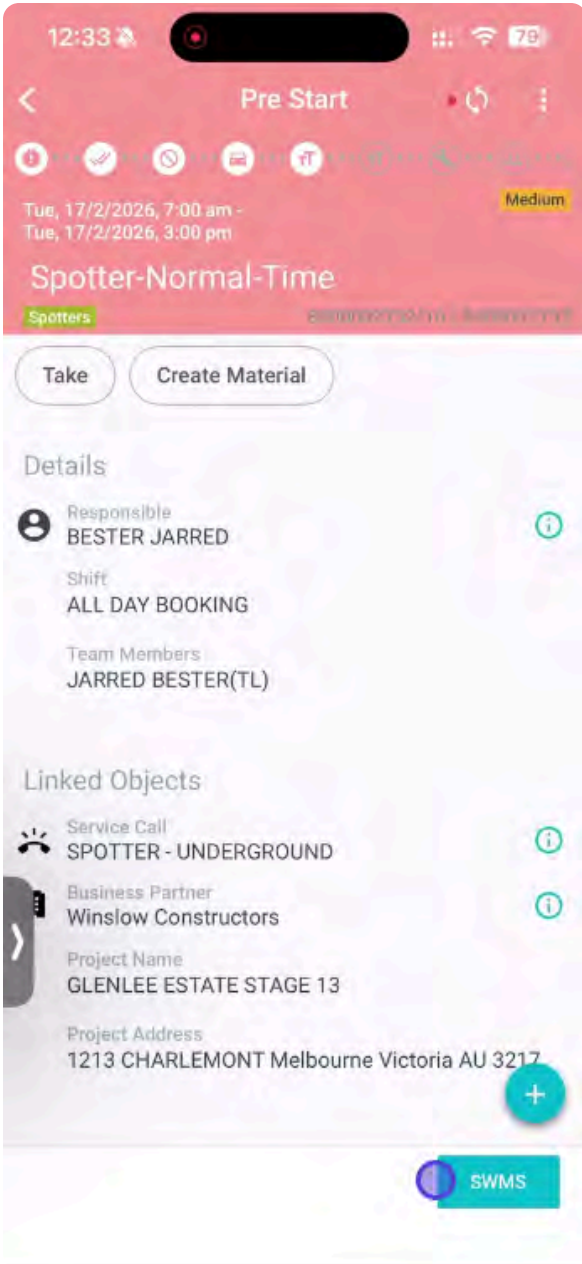 12:33
79
Pre Start
Tue, 17/2/2026, 7:00 am -
Tue, 17/2/2026, 3:00 pm
Medium
Spotter-Normal-Time
Spotters
Take
Create Material
Details
Responsible
BESTER JARRED
Shift
ALL DAY BOOKING
Team Members
JARRED BESTER(TL)
Linked Objects
Service Call
SPOTTER - UNDERGROUND
Business Partner
Winslow Constructors
Project Name
GLENLEE ESTATE STAGE 13
Project Address
1213 CHARLEMONT Melbourne Victoria AU 3217
SWMS